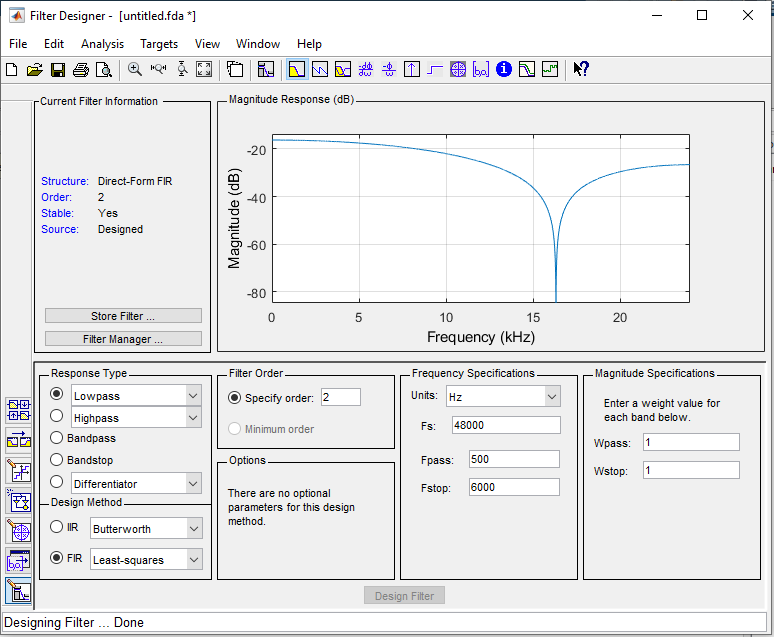 Filter Designer - [untitled.fda *]
File Edit Analysis Targets View Window Help
Current Filter Information
Structure: Direct-Form FIR
Order: 2
Stable: Yes
Source: Designed
Store Filter ...
Filter Manager ...
Magnitude Response (dB)
-20
-40
-60
-80
Magnitude (dB)
0 5 10 15 20
Frequency (kHz)
Response Type
Lowpass
Highpass
Bandpass
Bandstop
Differentiator
Design Method
IIR Butterworth
FIR Least-squares
Filter Order
Specify order: 2
Minimum order
Options
There are no optional
parameters for this design
method.
Frequency Specifications
Units: Hz
Fs: 48000
Fpass: 500
Fstop: 6000
Magnitude Specifications
Enter a weight value for
each band below.
Wpass: 1
Wstop: 1
Design Filter
Designing Filter ... Done